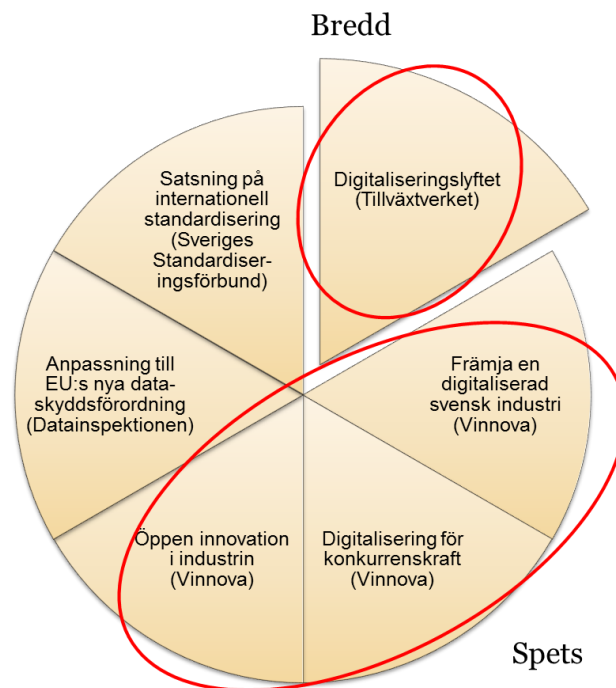 Bredd
Digitaliseringslyftet
(Tillväxtverket)
Satsning på
internationell
standardisering
(Sveriges
Standardiser-
ingsförbund)
Anpassning till
EU:s nya data-
skyddsförordning
(Datainspektionen)
Främja en
digitaliserad
svensk industri
(Vinnova)
Öppen innovation
i industrin
(Vinnova)
Digitalisering för
konkurrenskraft
(Vinnova)
Spets